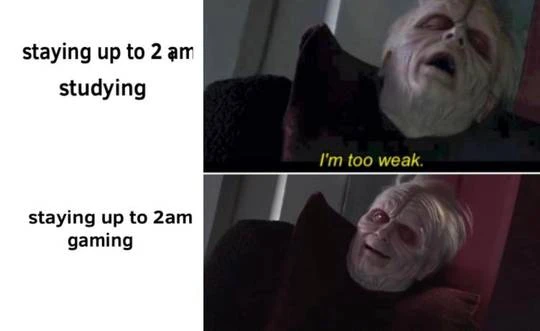 staying up to 2 am
studying
I'm too weak.
staying up to 2am
gaming